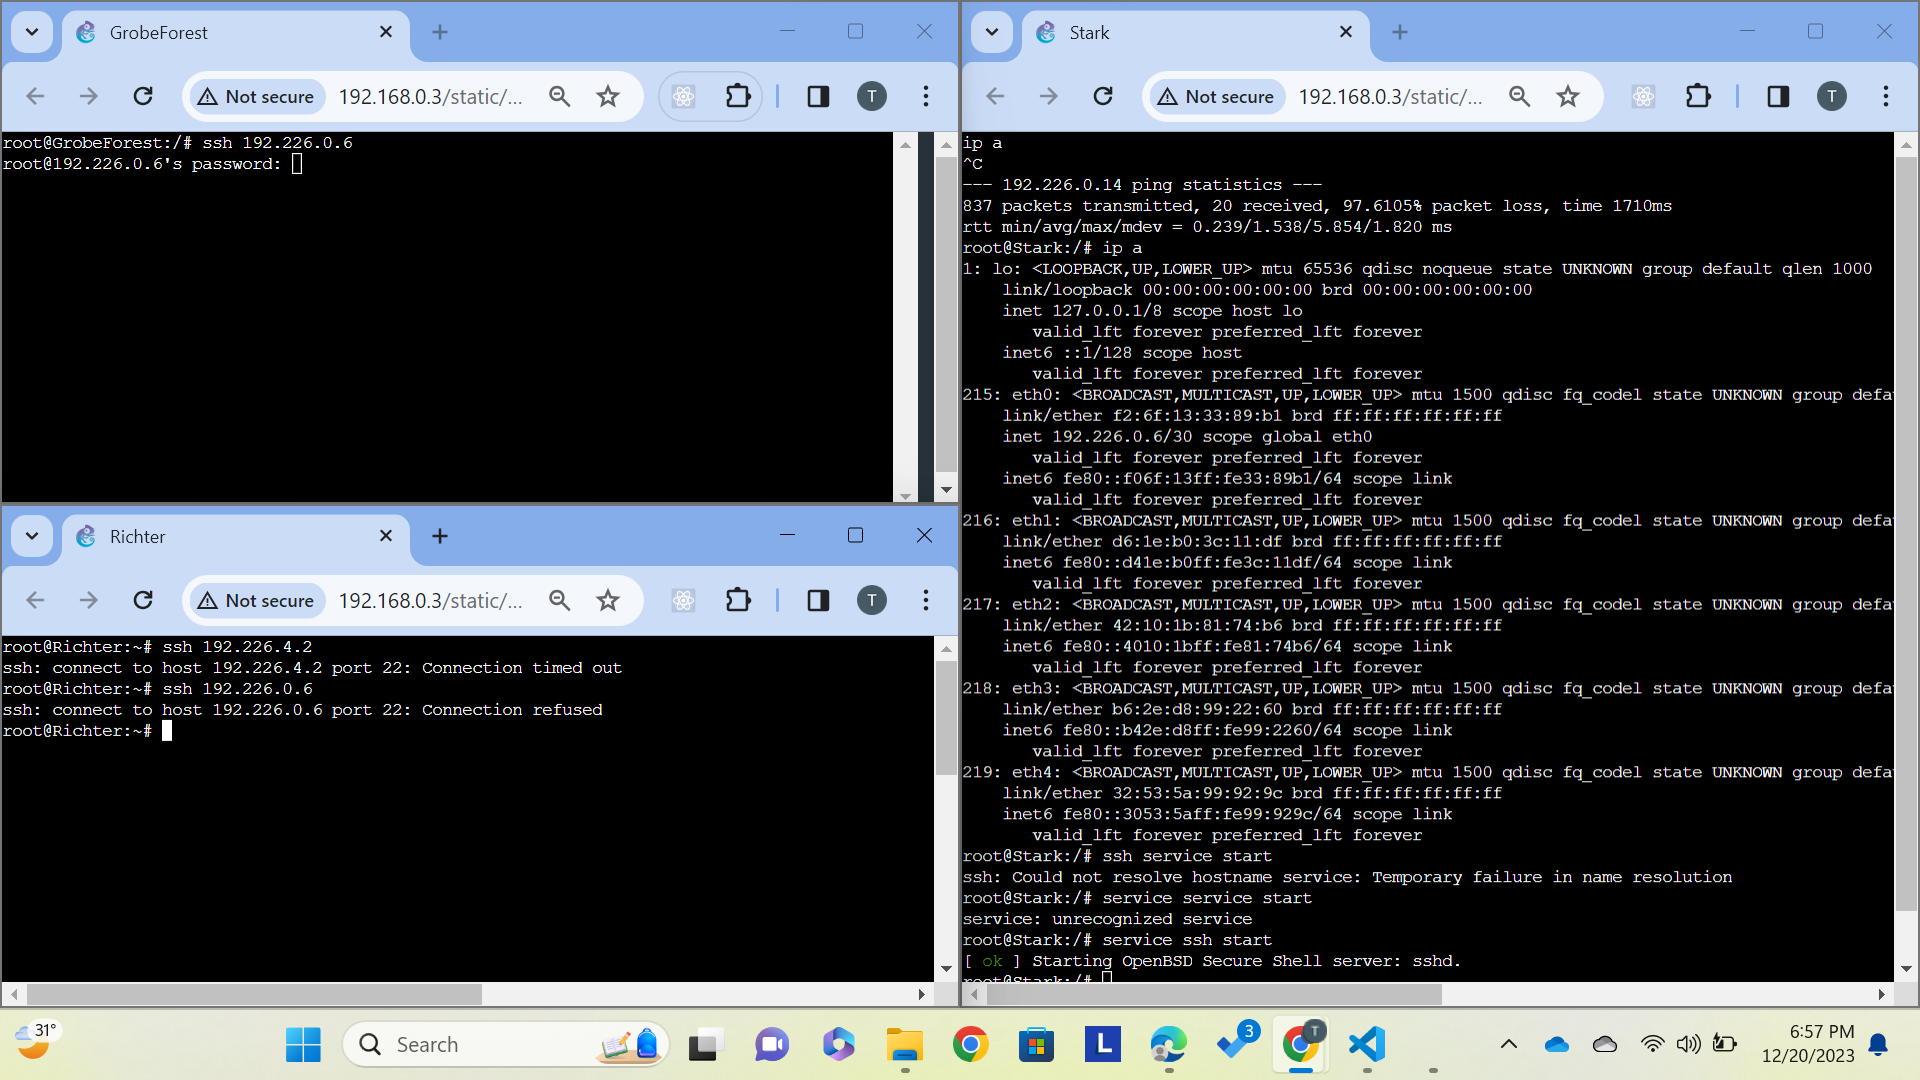 GrobeForest
Not secure
192.168.0.3/static/...
T
root@GrobeForest:/# ssh 192.226.0.6
root@192.226.0.6's password:
Richter
Not secure
192.168.0.3/static/...
T
root@Richter:~# ssh 192.226.4.2
ssh: connect to host 192.226.4.2 port 22: Connection timed out
root@Richter:~# ssh 192.226.0.6
ssh: connect to host 192.226.0.6 port 22: Connection refused
root@Richter:~#
Stark
Not secure
192.168.0.3/static/...
T
ip a
^C
--- 192.226.0.14 ping statistics ---
837 packets transmitted, 20 received, 97.6105% packet loss, time 1710ms
rtt min/avg/max/mdev = 0.239/1.538/5.854/1.820 ms
root@Stark:/# ip a
1: lo: <LOOPBACK,UP,LOWER_UP> mtu 65536 qdisc noqueue state UNKNOWN group default qlen 1000
link/loopback 00:00:00:00:00:00 brd 00:00:00:00:00:00
inet 127.0.0.1/8 scope host lo
valid_lft forever preferred_lft forever
inet6 ::1/128 scope host
valid_lft forever preferred_lft forever
215: eth0: <BROADCAST,MULTICAST,UP,LOWER_UP> mtu 1500 qdisc fq_codel state UNKNOWN group defa
link/ether f2:6f:13:33:89:b1 brd ff:ff:ff:ff:ff:ff
inet 192.226.0.6/30 scope global eth0
valid_lft forever preferred_lft forever
inet6 fe80::f06f:13ff:fe33:89b1/64 scope link
valid_lft forever preferred_lft forever
216: eth1: <BROADCAST,MULTICAST,UP,LOWER_UP> mtu 1500 qdisc fq_codel state UNKNOWN group defa
link/ether d6:1e:b0:3c:11:df brd ff:ff:ff:ff:ff:ff
inet6 fe80::d41e:b0ff:fe3c:11df/64 scope link
valid_lft forever preferred_lft forever
217: eth2: <BROADCAST,MULTICAST,UP,LOWER_UP> mtu 1500 qdisc fq_codel state UNKNOWN group defa
link/ether 42:10:1b:81:74:b6 brd ff:ff:ff:ff:ff:ff
inet6 fe80::4010:1bff:fe81:74b6/64 scope link
valid_lft forever preferred_lft forever
218: eth3: <BROADCAST,MULTICAST,UP,LOWER_UP> mtu 1500 qdisc fq_codel state UNKNOWN group defa
link/ether b6:2e:d8:99:22:60 brd ff:ff:ff:ff:ff:ff
inet6 fe80::b42e:d8ff:fe99:2260/64 scope link
valid_lft forever preferred_lft forever
219: eth4: <BROADCAST,MULTICAST,UP,LOWER_UP> mtu 1500 qdisc fq_codel state UNKNOWN group defa
link/ether 32:53:5a:99:92:9c brd ff:ff:ff:ff:ff:ff
inet6 fe80::3053:5aff:fe99:929c/64 scope link
valid_lft forever preferred_lft forever
root@Stark:/# ssh service start
ssh: Could not resolve hostname service: Temporary failure in name resolution
root@Stark:/# service service start
service: unrecognized service
root@Stark:/# service ssh start
[ ok ] Starting OpenBSD Secure Shell server: sshd.
root@Stark:/#
31°
Search
L
3
T
6:57 PM
12/20/2023